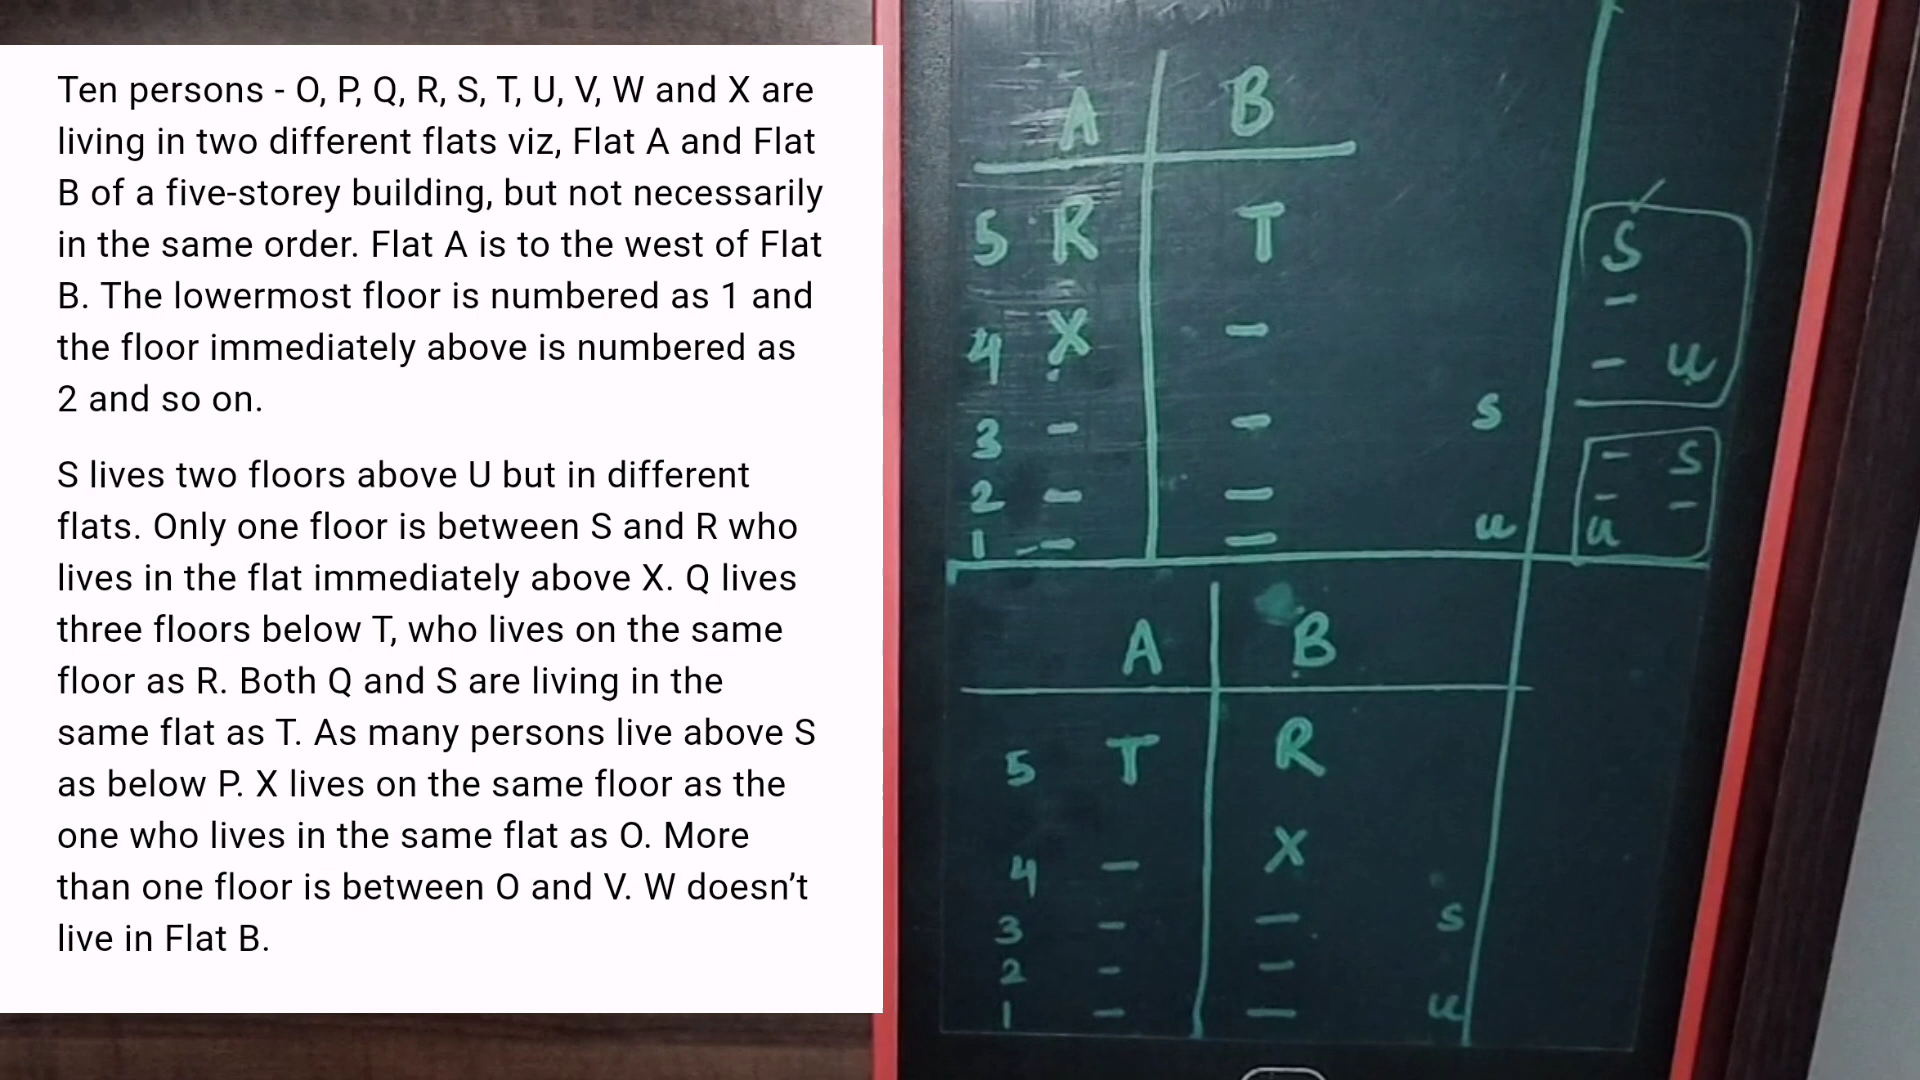 Ten persons - O, P, Q, R, S, T, U, V, W and X are
living in two different flats viz, Flat A and Flat
B of a five-storey building, but not necessarily
in the same order. Flat A is to the west of Flat
B. The lowermost floor is numbered as 1 and
the floor immediately above is numbered as
2 and so on.
S lives two floors above U but in different
flats. Only one floor is between S and R who
lives in the flat immediately above X. Q lives
three floors below T, who lives on the same
floor as R. Both Q and S are living in the
same flat as T. As many persons live above S
as below P. X lives on the same floor as the
one who lives in the same flat as O. More
than one floor is between O and V. W doesn’t
live in Flat B.
A B
5 R T
4 X -
3 - -
2 - -
1 - -
S
U
S
-
- U
- S
- -
U
A B
5 T R
4 - X
3 - -
2 - -
1 - -
S
U